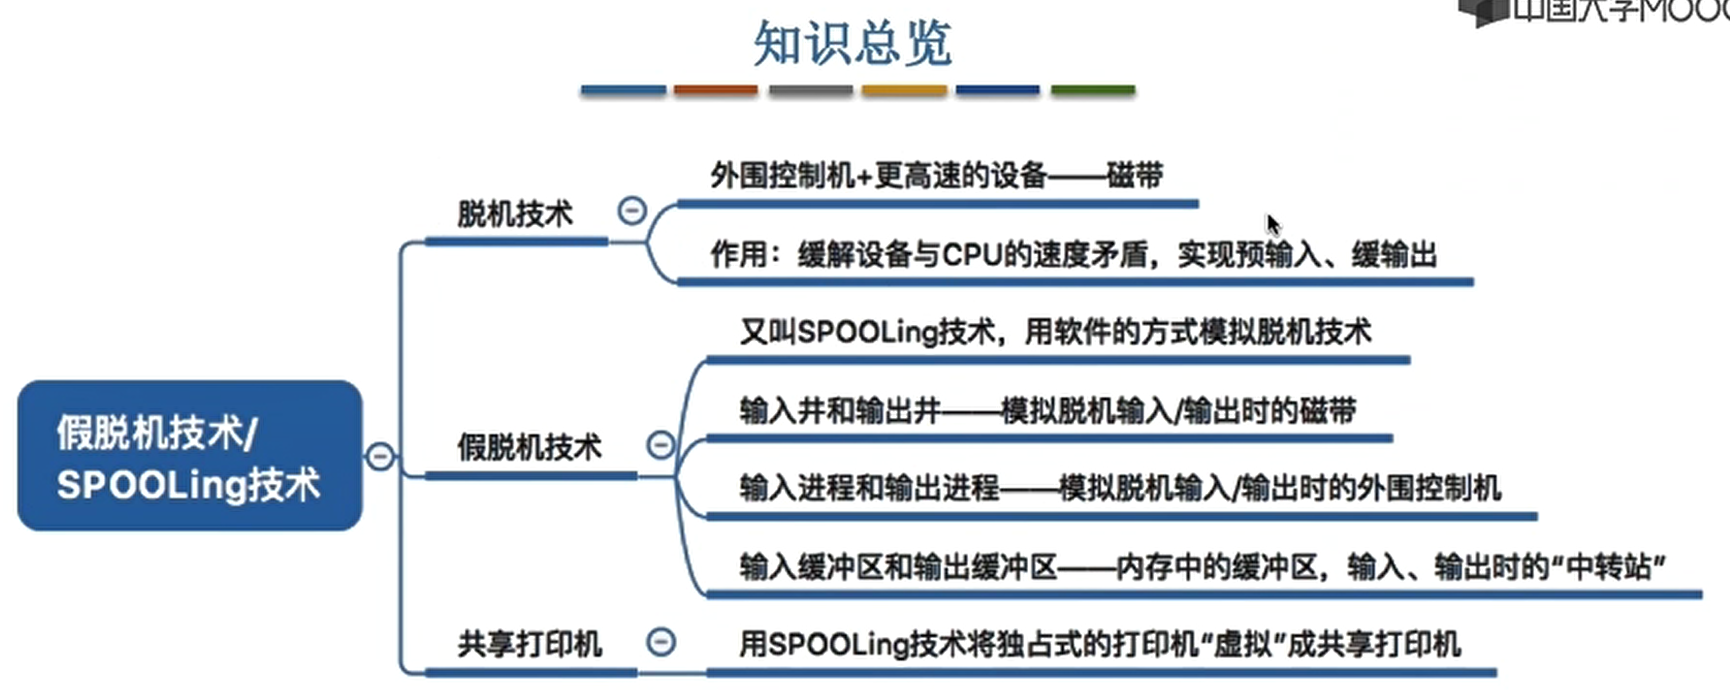 中国大学MOOC
知识总览
脱机技术
外围控制机+更高速的设备——磁带
作用：缓解设备与CPU的速度矛盾，实现预输入、缓输出
假脱机技术/
SPOOLing技术
假脱机技术
又叫SPOOLing技术，用软件的方式模拟脱机技术
输入井和输出井——模拟脱机输入/输出时的磁带
输入进程和输出进程——模拟脱机输入/输出时的外围控制机
输入缓冲区和输出缓冲区——内存中的缓冲区，输入、输出时的“中转站”
共享打印机
用SPOOLing技术将独占式的打印机“虚拟”成共享打印机